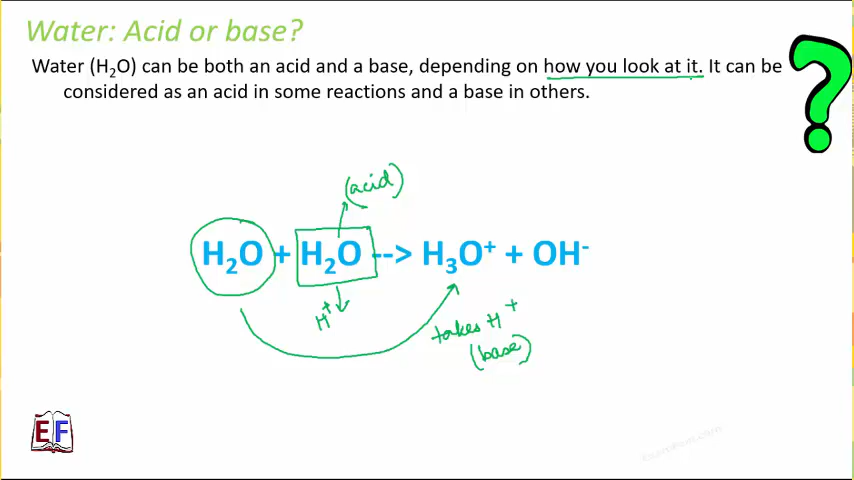 Water: Acid or base?
Water (H₂O) can be both an acid and a base, depending on how you look at it. It can be
considered as an acid in some reactions and a base in others.
(acid)
H₂O + H₂O --> H₃O⁺ + OH⁻
H⁺
takes H⁺
(base)
EF